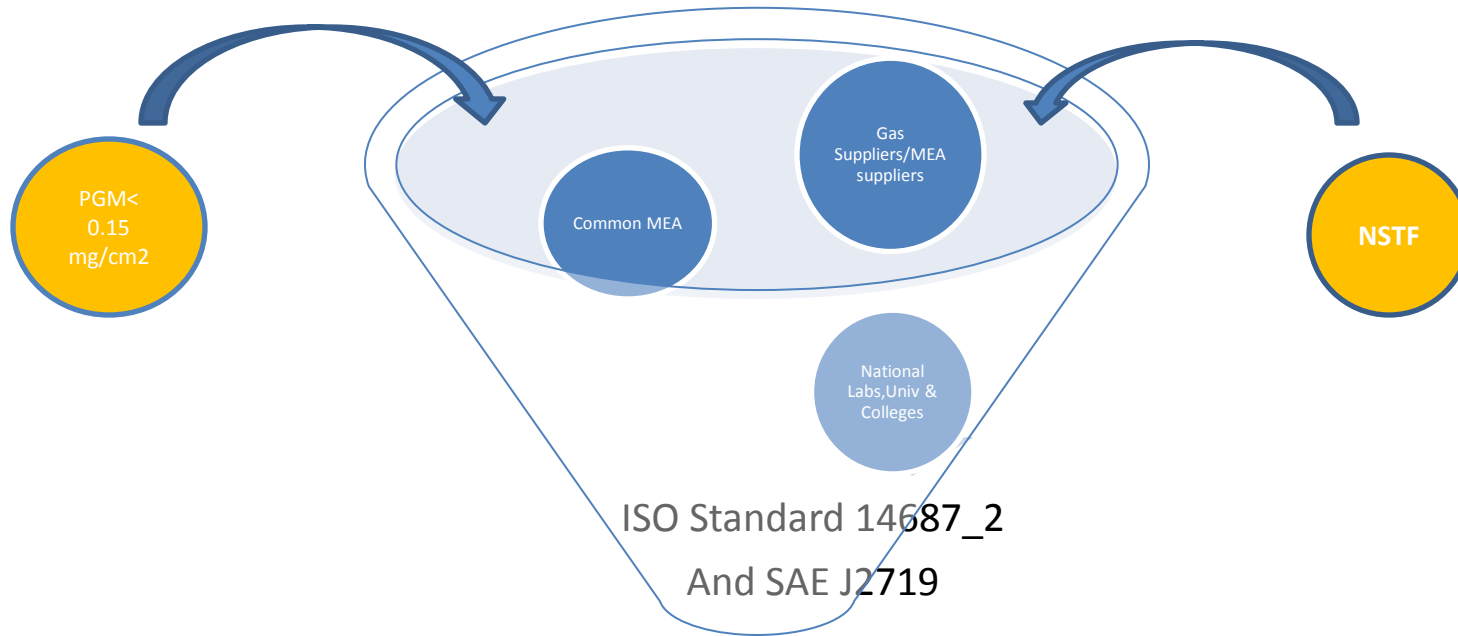 PGM<
0.15
mg/cm2
Common MEA
Gas
Suppliers/MEA
suppliers
NSTF
National
Labs,Univ &
Colleges
ISO Standard 14687_2
And SAE J2719